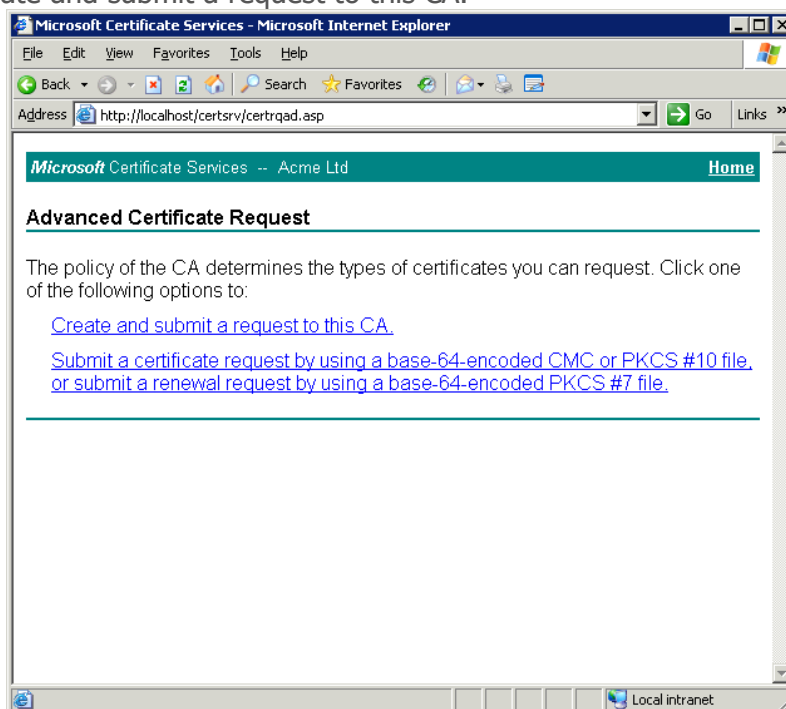 ate and submit a request to this CA.
Microsoft Certificate Services - Microsoft Internet Explorer
File Edit View Favorites Tools Help
Back Search Favorites
Address http://localhost/certsrv/certrqad.asp Go Links »
Microsoft Certificate Services -- Acme Ltd Home
Advanced Certificate Request
The policy of the CA determines the types of certificates you can request. Click one
of the following options to:
Create and submit a request to this CA.
Submit a certificate request by using a base-64-encoded CMC or PKCS #10 file,
or submit a renewal request by using a base-64-encoded PKCS #7 file.
Local intranet